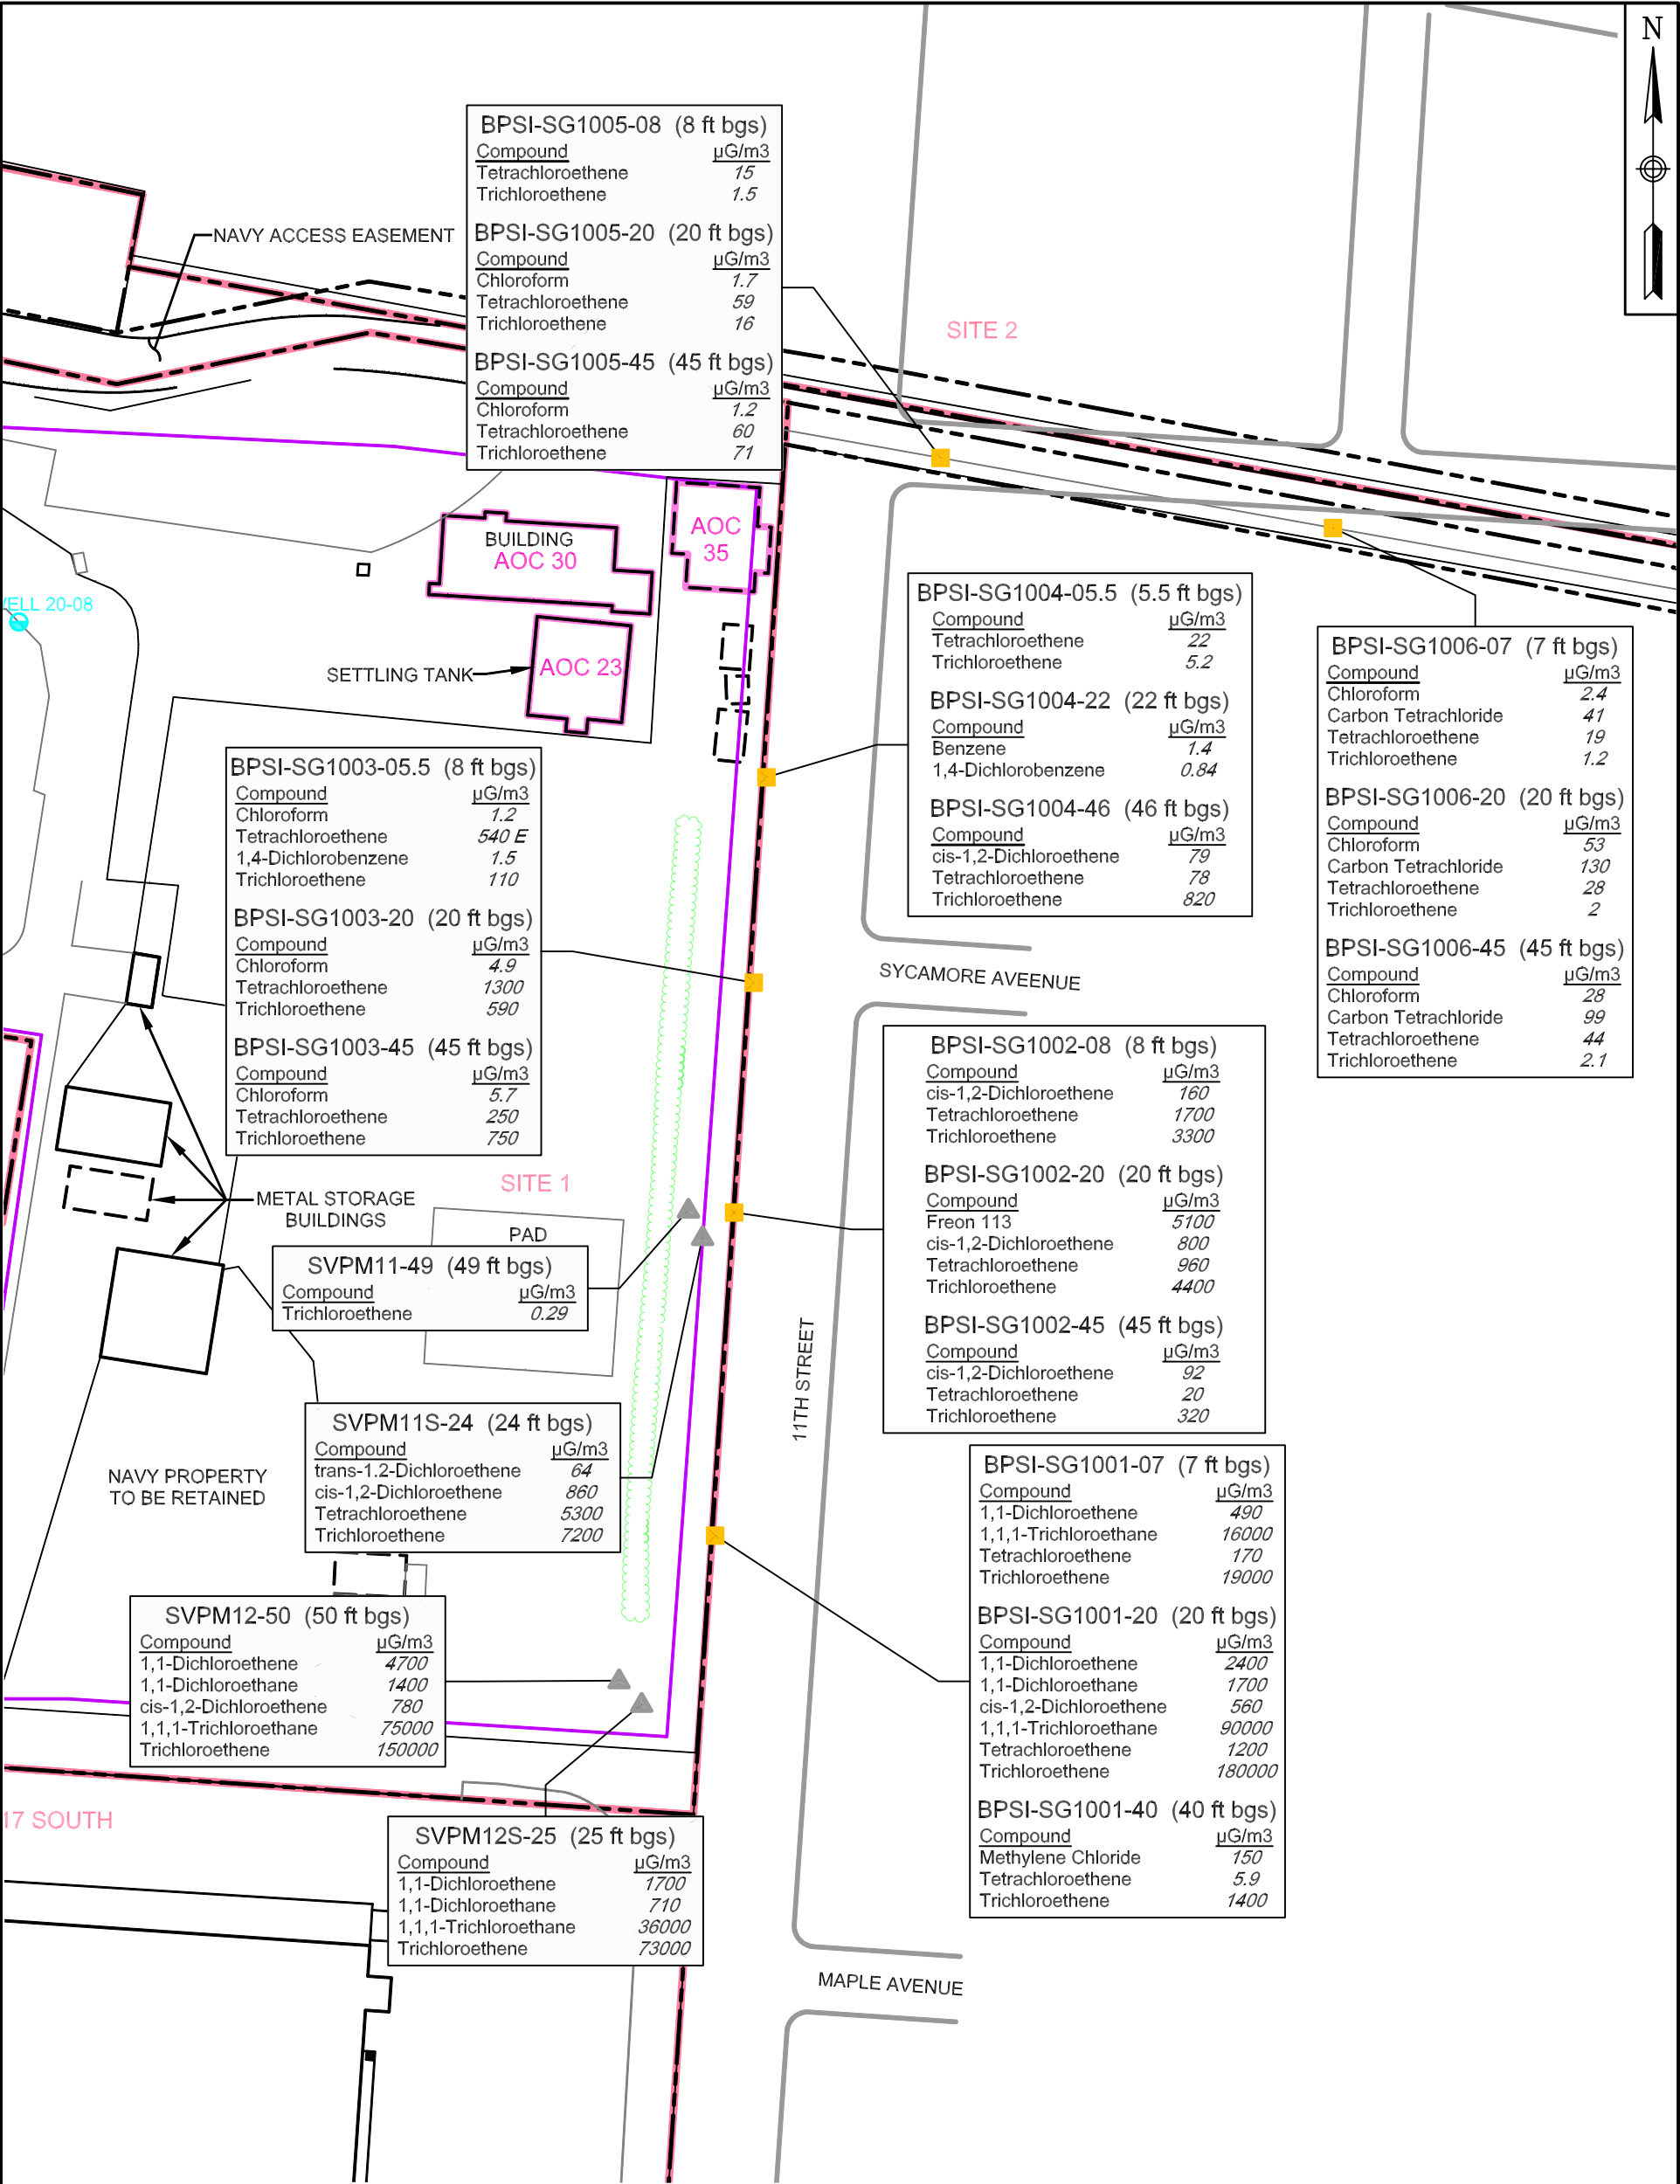 N
BPSI-SG1005-08 (8 ft bgs)
Compound µG/m3
Tetrachloroethene 15
Trichloroethene 1.5
BPSI-SG1005-20 (20 ft bgs)
Compound µG/m3
Chloroform 1.7
Tetrachloroethene 59
Trichloroethene 16
BPSI-SG1005-45 (45 ft bgs)
Compound µG/m3
Chloroform 1.2
Tetrachloroethene 60
Trichloroethene 71
NAVY ACCESS EASEMENT
SITE 2
BUILDING
AOC 30
AOC
35
ELL 20-08
SETTLING TANK
AOC 23
BPSI-SG1004-05.5 (5.5 ft bgs)
Compound µG/m3
Tetrachloroethene 22
Trichloroethene 5.2
BPSI-SG1004-22 (22 ft bgs)
Compound µG/m3
Benzene 1.4
1,4-Dichlorobenzene 0.84
BPSI-SG1004-46 (46 ft bgs)
Compound µG/m3
cis-1,2-Dichloroethene 79
Tetrachloroethene 78
Trichloroethene 820
BPSI-SG1006-07 (7 ft bgs)
Compound µG/m3
Chloroform 2.4
Carbon Tetrachloride 41
Tetrachloroethene 19
Trichloroethene 1.2
BPSI-SG1006-20 (20 ft bgs)
Compound µG/m3
Chloroform 53
Carbon Tetrachloride 130
Tetrachloroethene 28
Trichloroethene 2
BPSI-SG1006-45 (45 ft bgs)
Compound µG/m3
Chloroform 28
Carbon Tetrachloride 99
Tetrachloroethene 44
Trichloroethene 2.1
BPSI-SG1003-05.5 (8 ft bgs)
Compound µG/m3
Chloroform 1.2
Tetrachloroethene 540 E
1,4-Dichlorobenzene 1.5
Trichloroethene 110
BPSI-SG1003-20 (20 ft bgs)
Compound µG/m3
Chloroform 4.9
Tetrachloroethene 1300
Trichloroethene 590
BPSI-SG1003-45 (45 ft bgs)
Compound µG/m3
Chloroform 5.7
Tetrachloroethene 250
Trichloroethene 750
SYCAMORE AVEENUE
BPSI-SG1002-08 (8 ft bgs)
Compound µG/m3
cis-1,2-Dichloroethene 160
Tetrachloroethene 1700
Trichloroethene 3300
BPSI-SG1002-20 (20 ft bgs)
Compound µG/m3
Freon 113 5100
cis-1,2-Dichloroethene 800
Tetrachloroethene 960
Trichloroethene 4400
BPSI-SG1002-45 (45 ft bgs)
Compound µG/m3
cis-1,2-Dichloroethene 92
Tetrachloroethene 20
Trichloroethene 320
SITE 1
METAL STORAGE
BUILDINGS
PAD
SVPM11-49 (49 ft bgs)
Compound µG/m3
Trichloroethene 0.29
11TH STREET
SVPM11S-24 (24 ft bgs)
Compound µG/m3
trans-1.2-Dichloroethene 64
cis-1,2-Dichloroethene 860
Tetrachloroethene 5300
Trichloroethene 7200
NAVY PROPERTY
TO BE RETAINED
BPSI-SG1001-07 (7 ft bgs)
Compound µG/m3
1,1-Dichloroethene 490
1,1,1-Trichloroethane 16000
Tetrachloroethene 170
Trichloroethene 19000
BPSI-SG1001-20 (20 ft bgs)
Compound µG/m3
1,1-Dichloroethene 2400
1,1-Dichloroethane 1700
cis-1,2-Dichloroethene 560
1,1,1-Trichloroethane 90000
Tetrachloroethene 1200
Trichloroethene 180000
BPSI-SG1001-40 (40 ft bgs)
Compound µG/m3
Methylene Chloride 150
Tetrachloroethene 5.9
Trichloroethene 1400
SVPM12-50 (50 ft bgs)
Compound µG/m3
1,1-Dichloroethene 4700
1,1-Dichloroethane 1400
cis-1,2-Dichloroethene 780
1,1,1-Trichloroethane 75000
Trichloroethene 150000
17 SOUTH
SVPM12S-25 (25 ft bgs)
Compound µG/m3
1,1-Dichloroethene 1700
1,1-Dichloroethane 710
1,1,1-Trichloroethane 36000
Trichloroethene 73000
MAPLE AVENUE